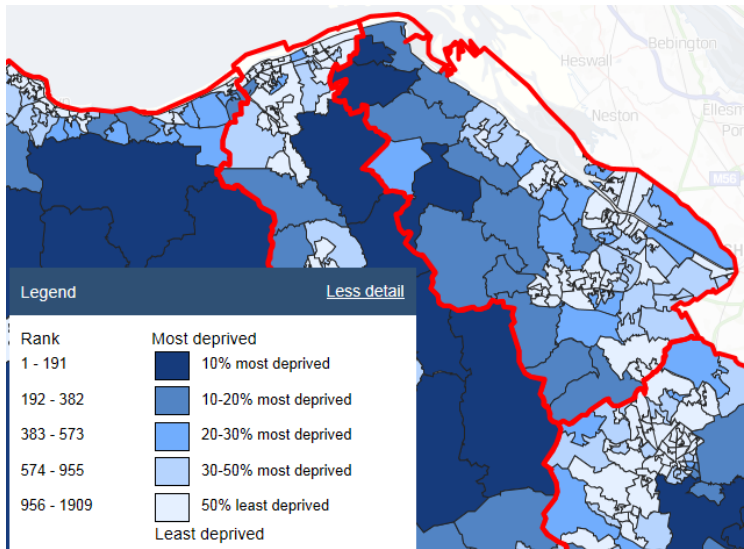 Bebington
Heswall
Neston
M56
Legend
Less detail
Rank
Most deprived
1 - 191
10% most deprived
192 - 382
10-20% most deprived
383 - 573
20-30% most deprived
574 - 955
30-50% most deprived
956 - 1909
50% least deprived
Least deprived